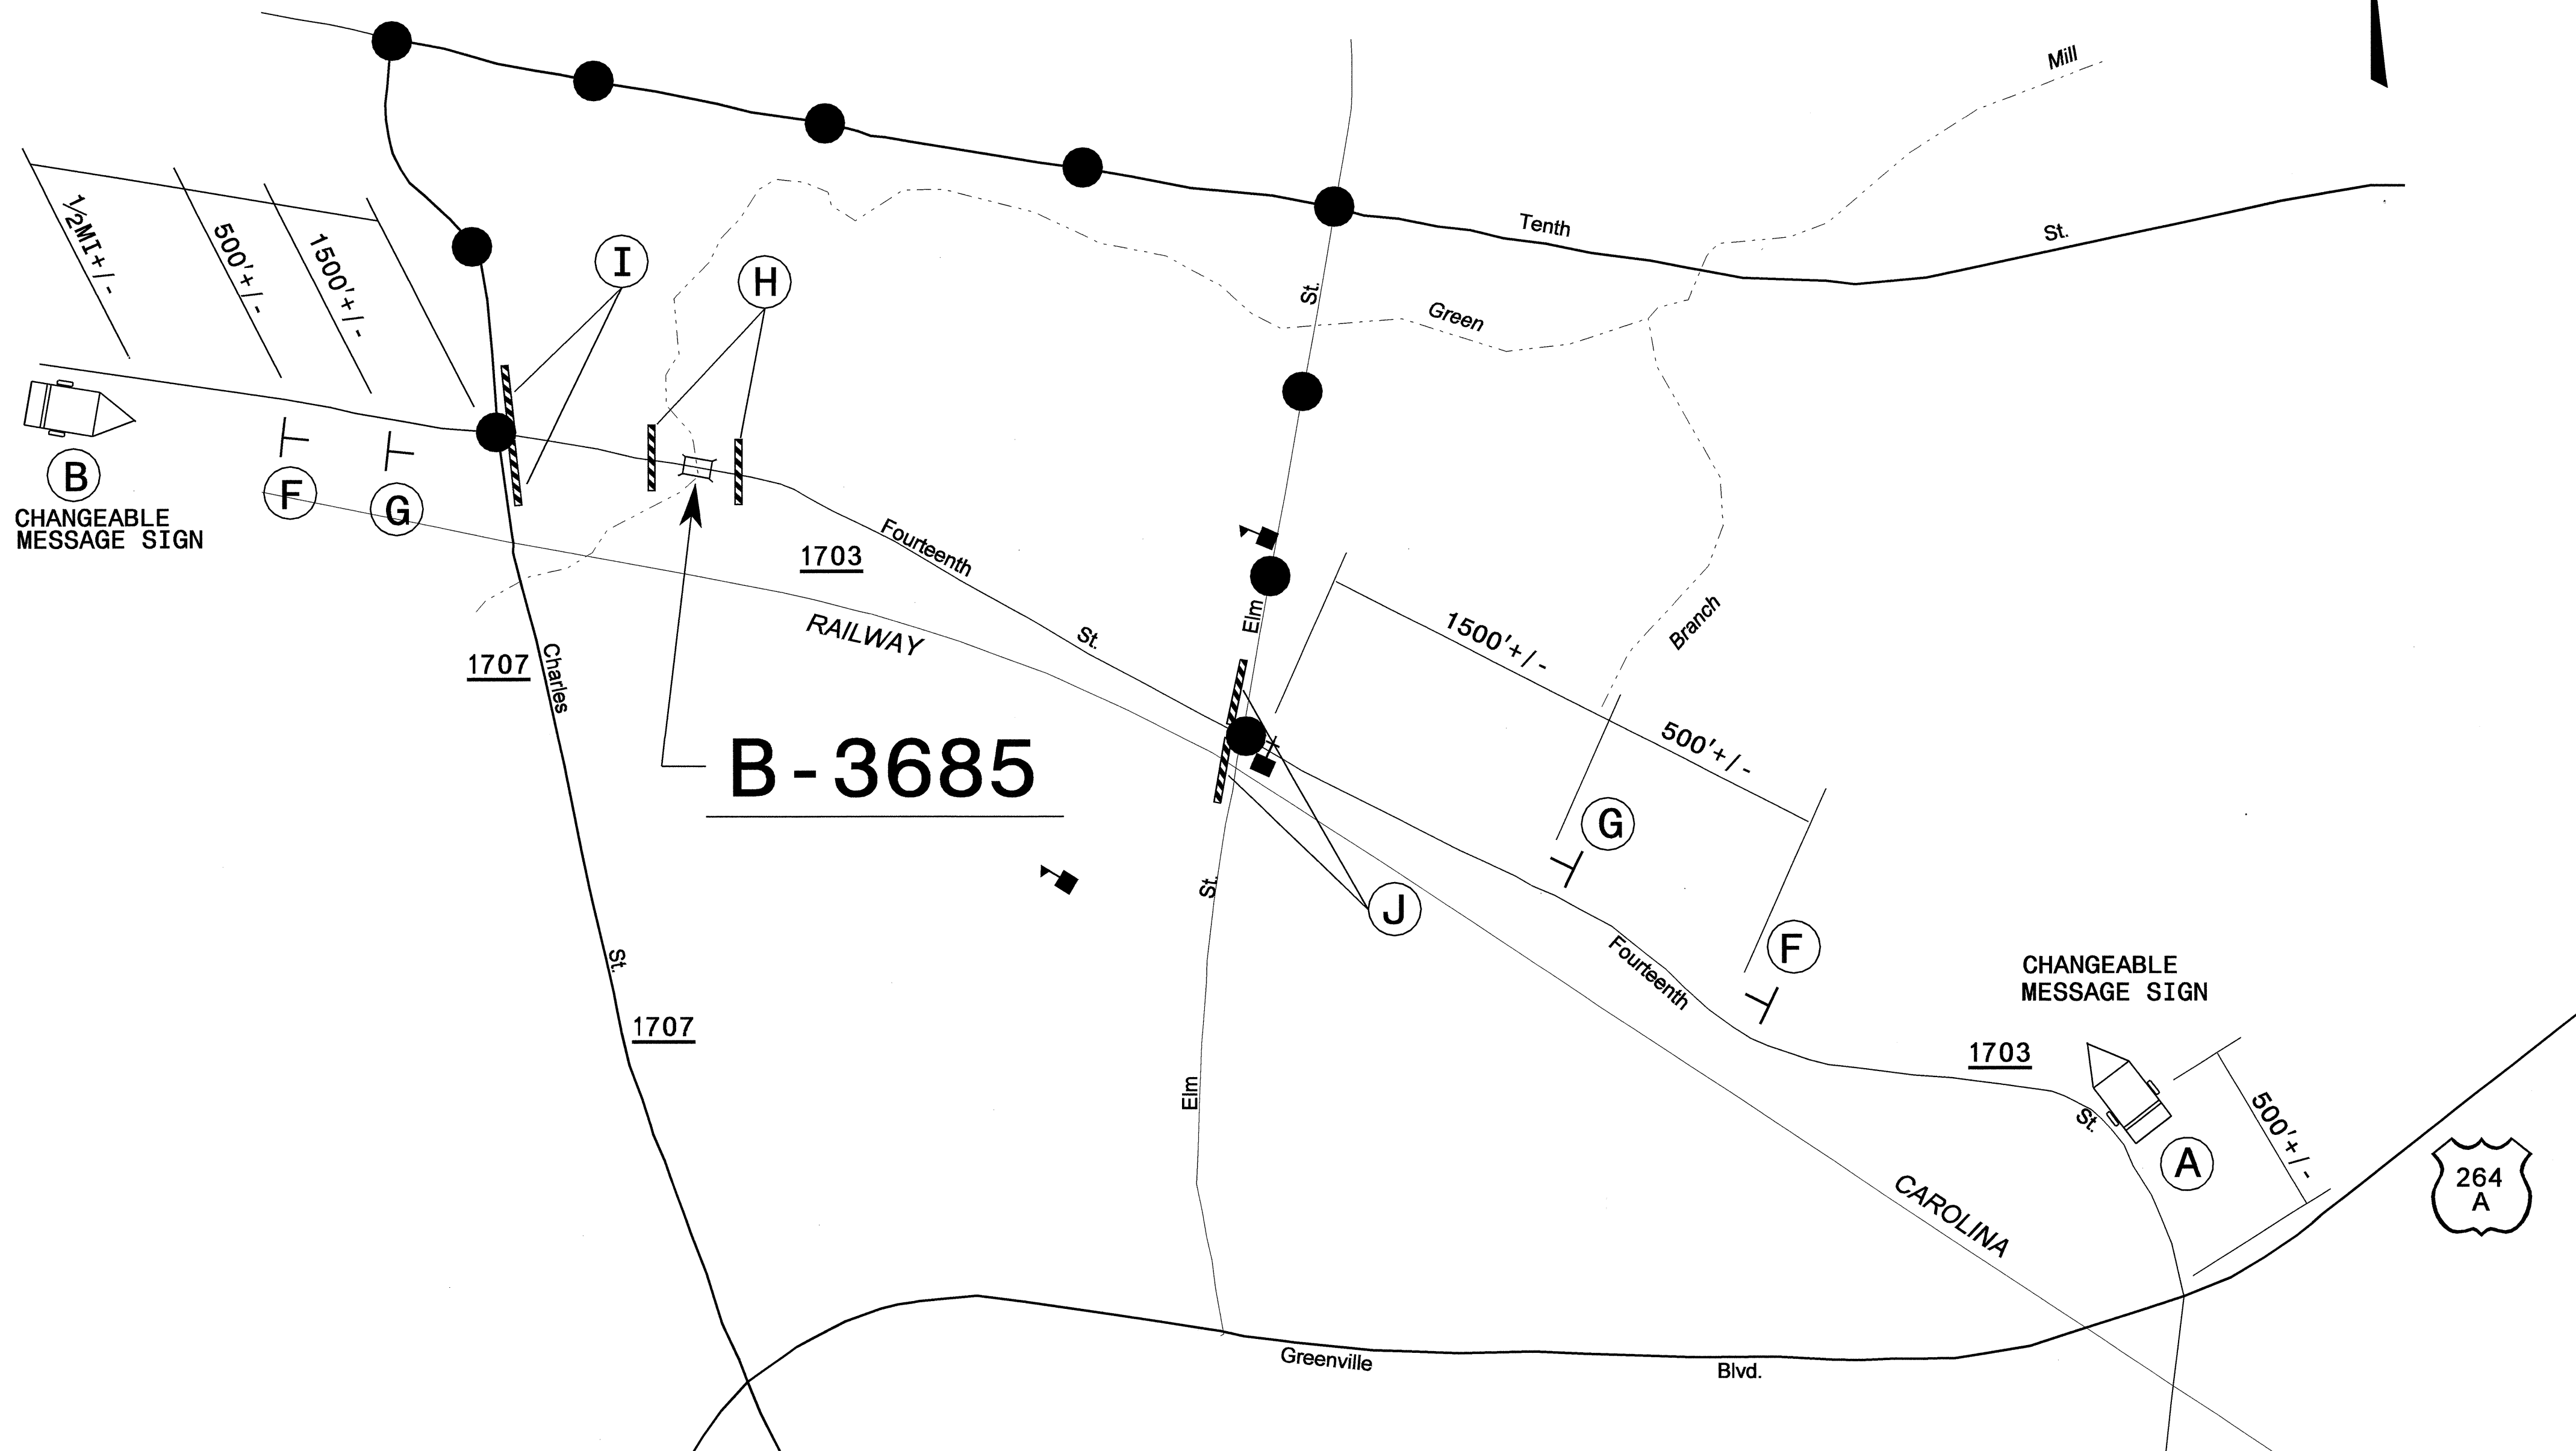 Mill
Tenth
St.
Green
St.
½MI+/-
500'+/-
1500'+/-
I
H
B
F
G
CHANGEABLE
MESSAGE SIGN
1703
Fourteenth
St.
RAILWAY
Elm
Branch
1500'+/-
500'+/-
1707
Charles
B-3685
G
St.
J
F
St.
Fourteenth
CHANGEABLE
MESSAGE SIGN
1707
1703
Elm
St.
500'+/-
A
CAROLINA
264
A
Greenville
Blvd.